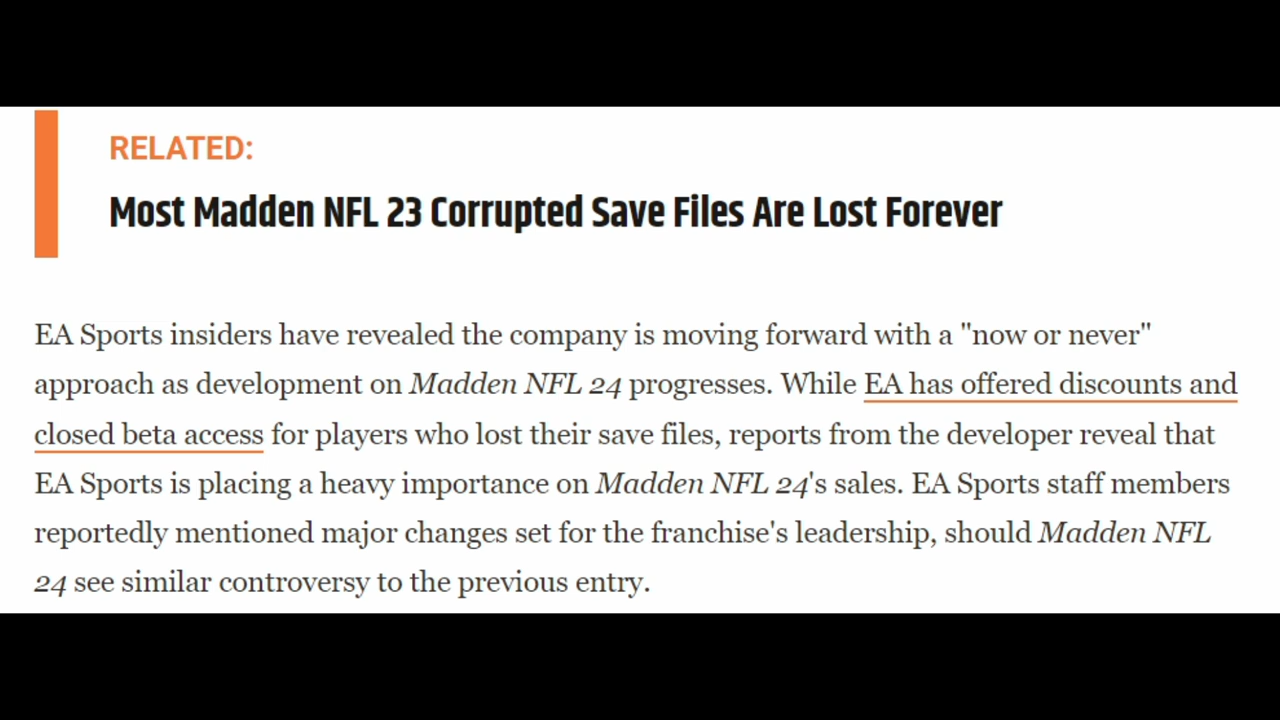 RELATED:
Most Madden NFL 23 Corrupted Save Files Are Lost Forever
EA Sports insiders have revealed the company is moving forward with a "now or never"
approach as development on Madden NFL 24 progresses. While EA has offered discounts and
closed beta access for players who lost their save files, reports from the developer reveal that
EA Sports is placing a heavy importance on Madden NFL 24's sales. EA Sports staff members
reportedly mentioned major changes set for the franchise's leadership, should Madden NFL
24 see similar controversy to the previous entry.